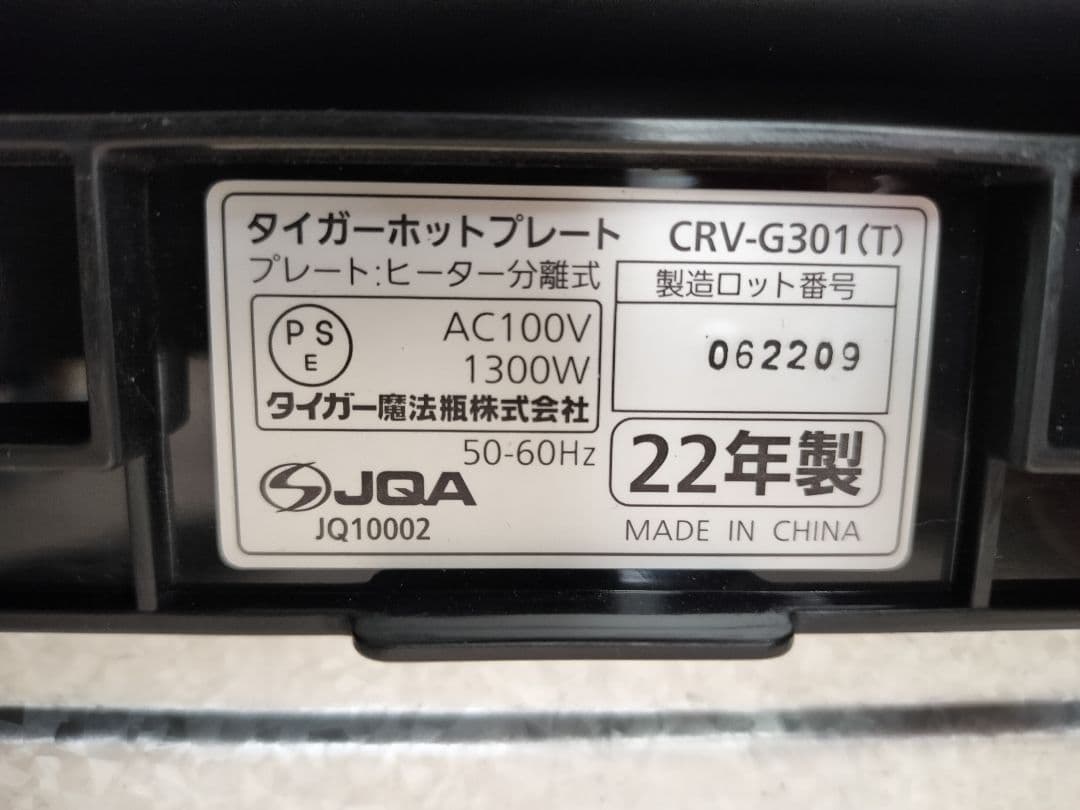 タイガーホットプレート CRV-G301(T)
プレート:ヒーター分離式
製造ロット番号
062209
PS
E
AC100V
1300W
タイガー魔法瓶株式会社
50-60Hz
JQA
JQ10002
22年製
MADE IN CHINA